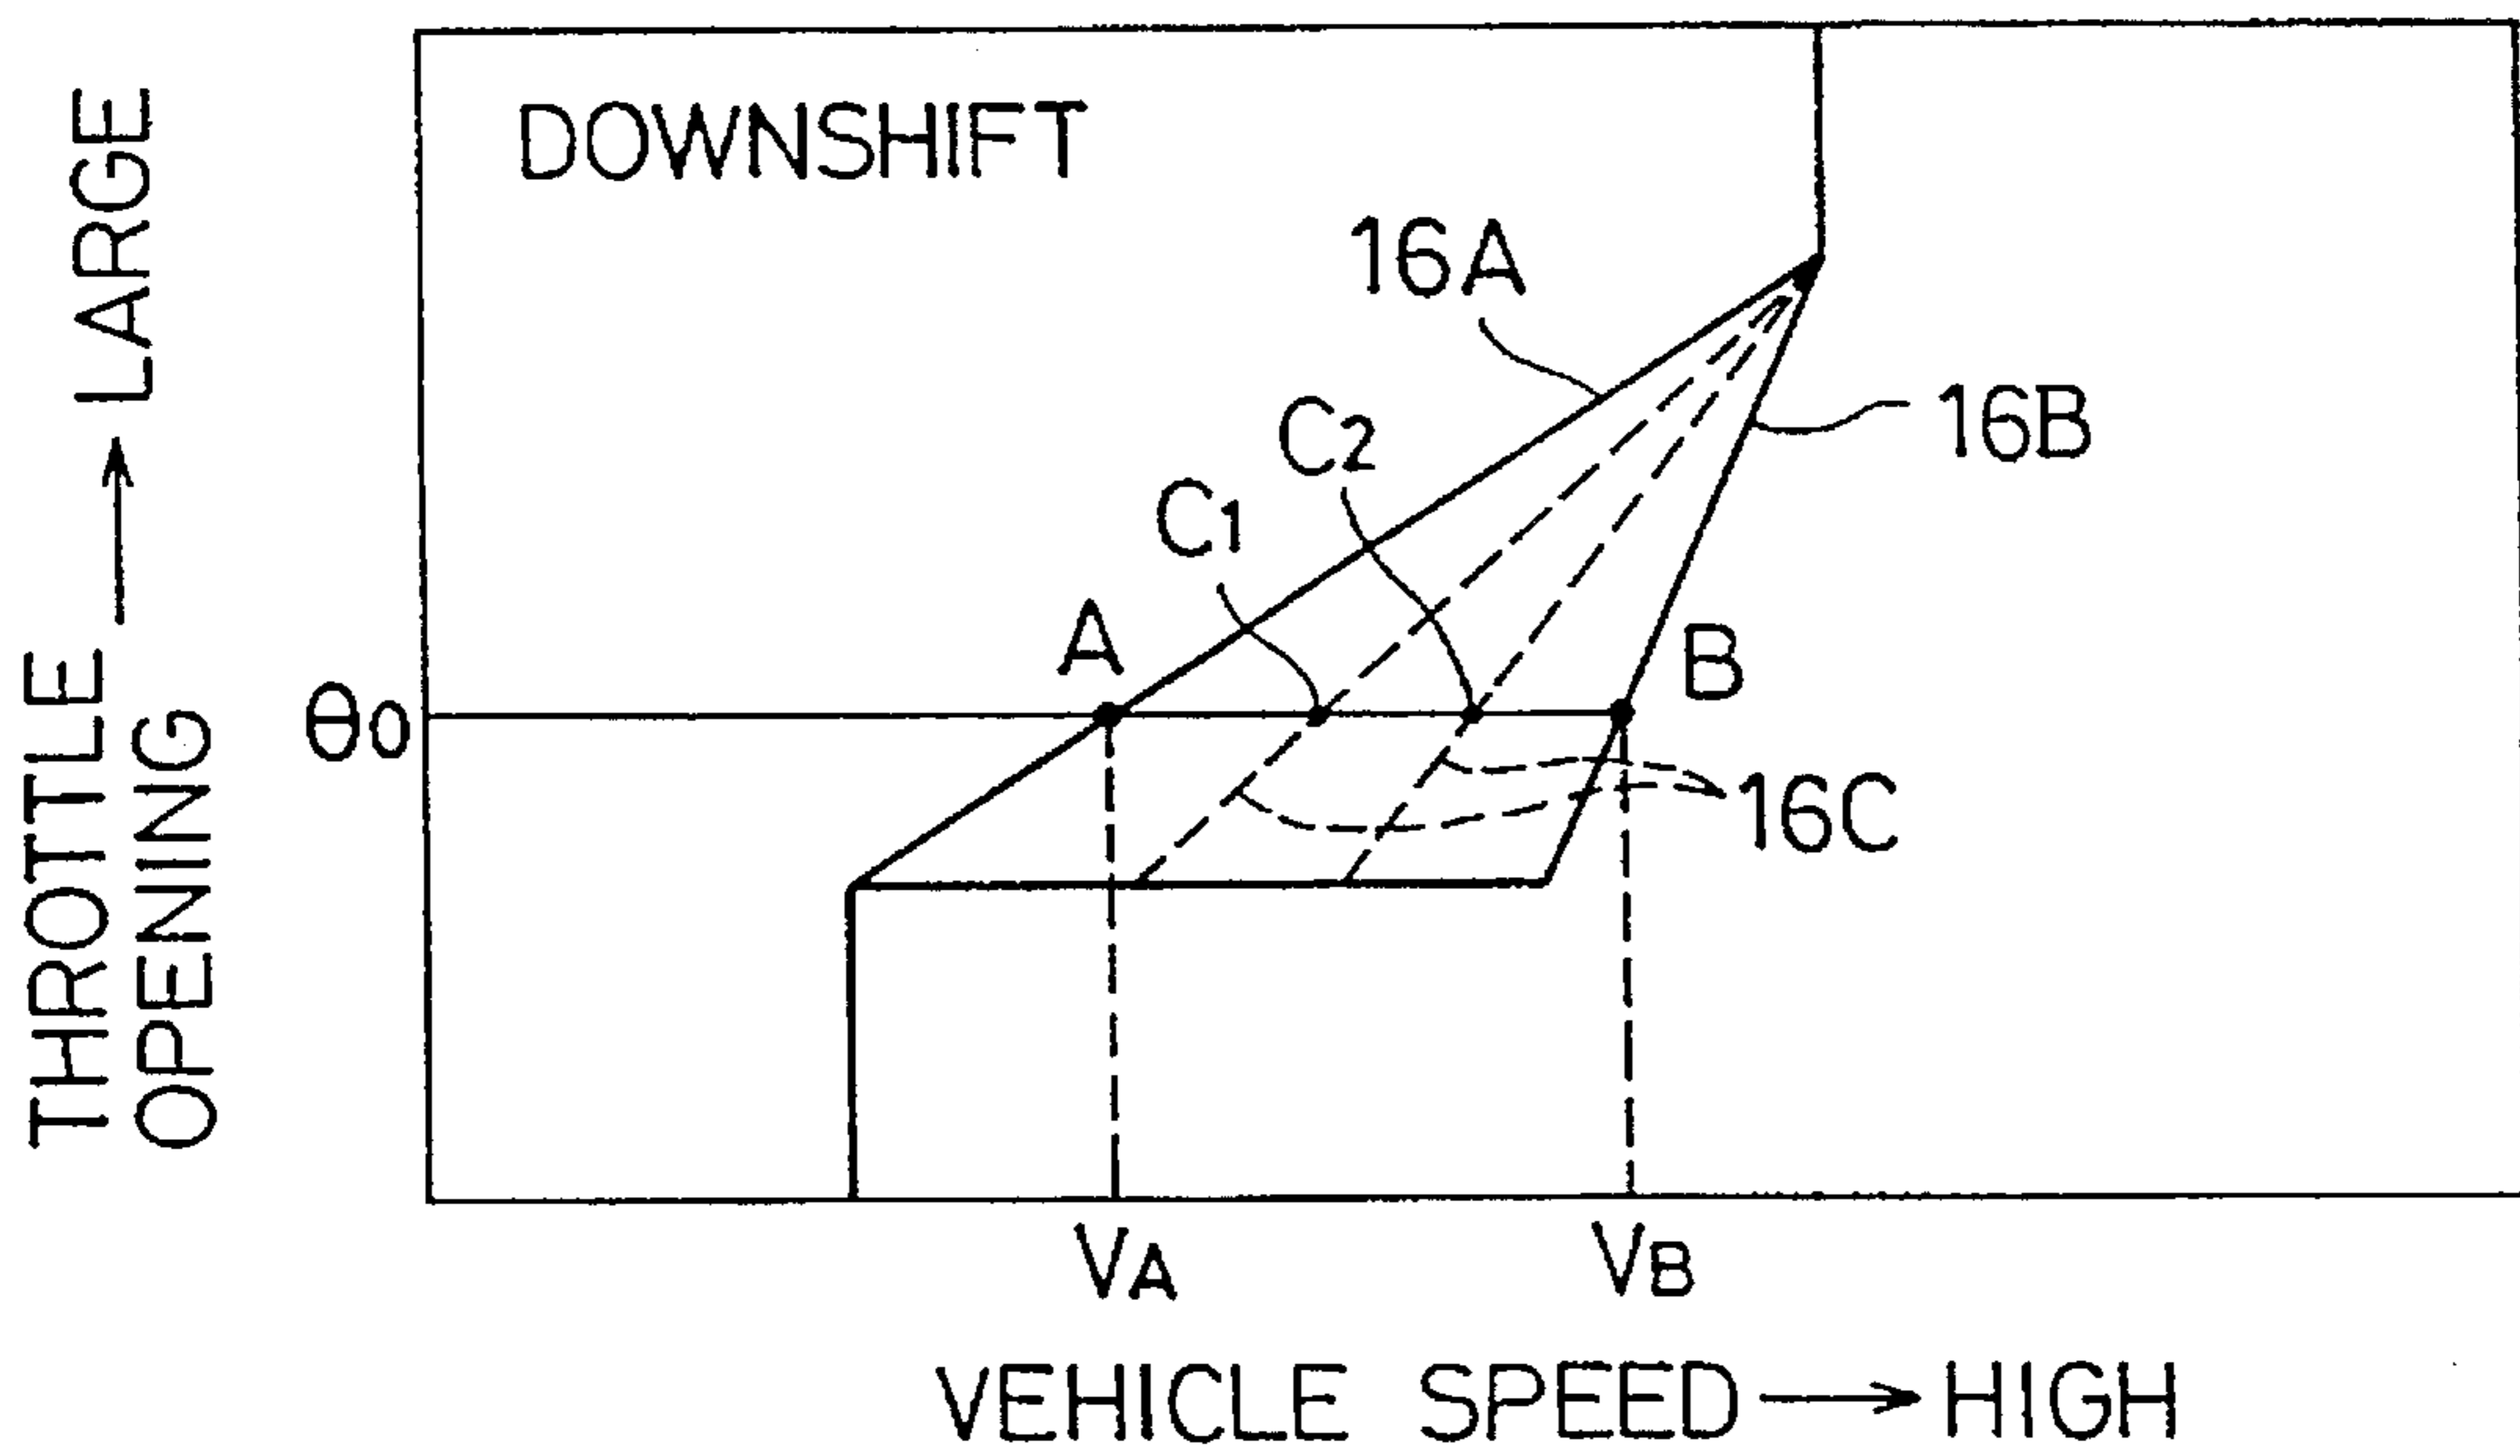 DOWNSHIFT
16A
16B
C2
C1
A
B
θ0
16C
THROTTLE → LARGE
OPENING
VA
VB
VEHICLE SPEED → HIGH